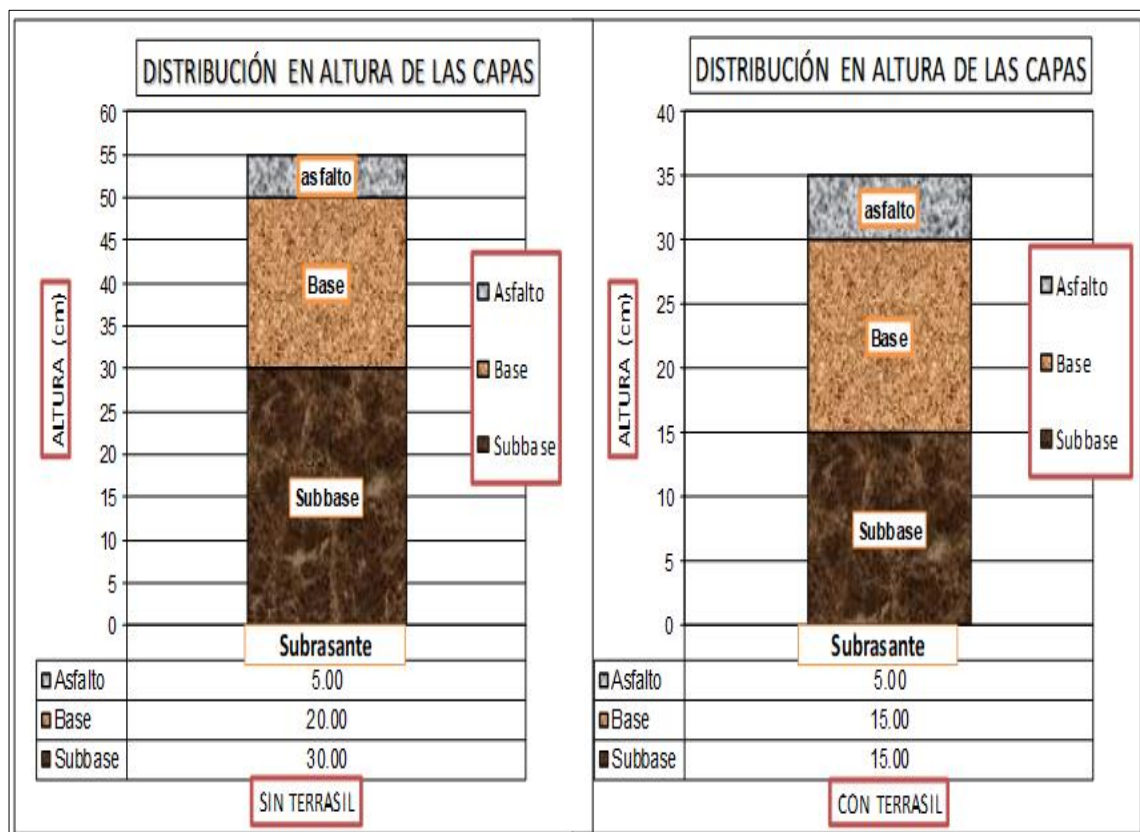 DISTRIBUCIÓN EN ALTURA DE LAS CAPAS
60
55
50
45
40
35
30
25
20
15
10
5
0
ALTURA (cm)
asfalto
Base
Subbase
Asfalto
Base
Subbase
Subrasante
Asfalto 5.00
Base 20.00
Subbase 30.00
SIN TERRASIL
DISTRIBUCIÓN EN ALTURA DE LAS CAPAS
40
35
30
25
20
15
10
5
0
ALTURA (cm)
asfalto
Base
Subbase
Asfalto
Base
Subbase
Subrasante
Asfalto 5.00
Base 15.00
Subbase 15.00
CON TERRASIL